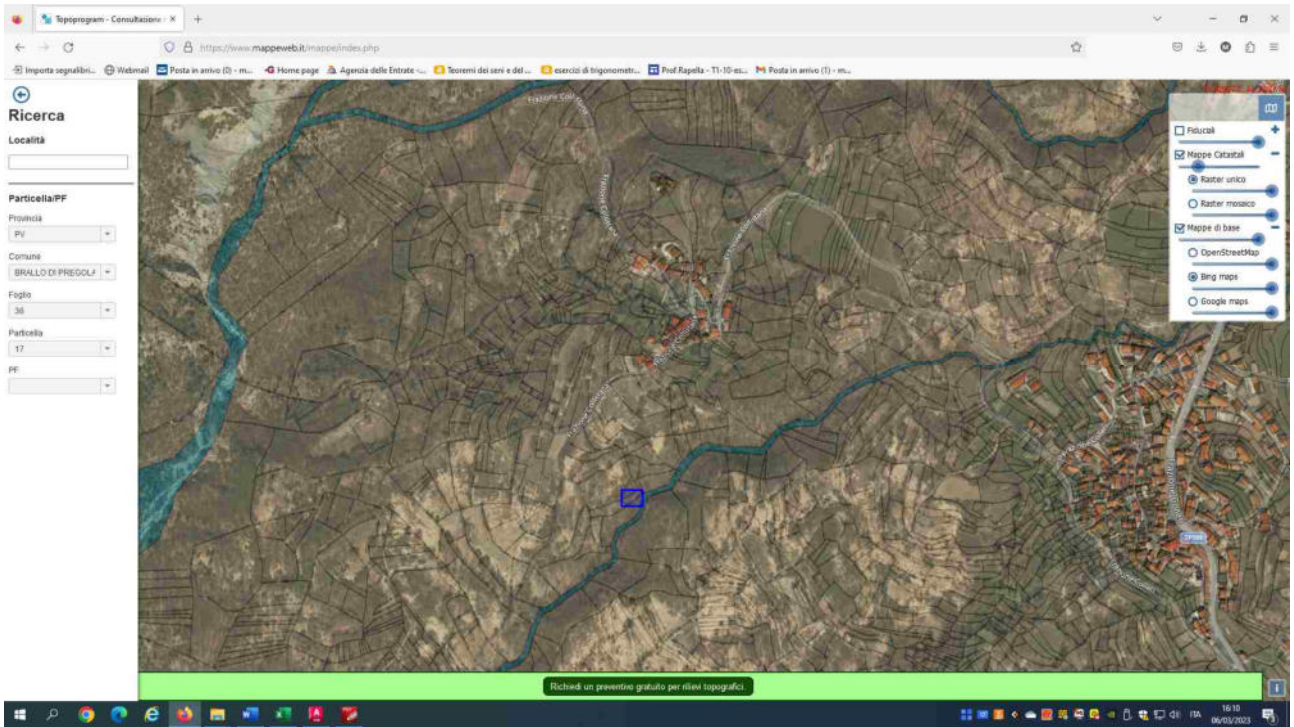 Topoprogram - Consultazione
https://www.mappeweb.it/mappe/index.php
Importa segnalibri... Webmail Posta in arrivo (0) - m... Home page Agenzia delle Entrate -... Teoremi dei seni e del ... esercizi di trigonometr... Prof.Rapella - T1-10-es... Posta in arrivo (1) - m...
Ricerca
Località
Particella/PF
Provincia
PV
Comune
BRALLO DI PREGOLA
Foglio
36
Particella
17
PF
Fiduciali
Mappe Catastali
Raster unico
Raster mosaico
Mappe di base
OpenStreetMap
Bing maps
Google maps
Richiedi un preventivo gratuito per rilievi topografici.
i
ITA
16:10
06/03/2023